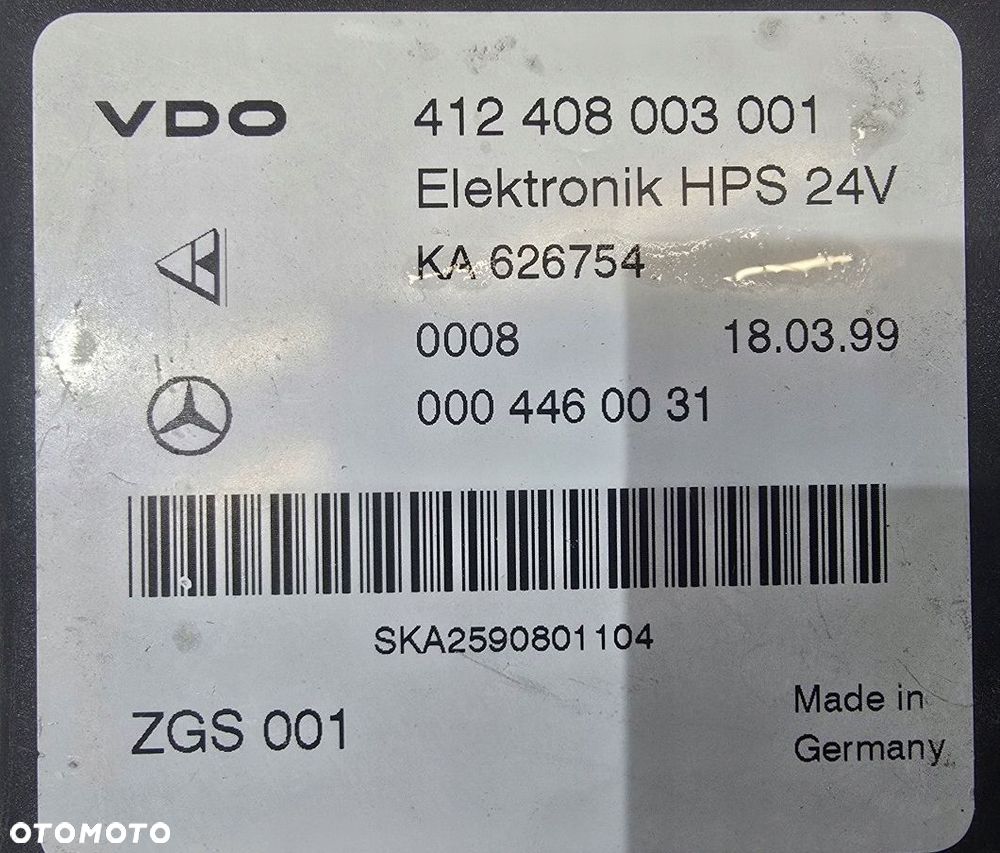 VDO 412 408 003 001
Elektronik HPS 24V
KA 626754
0008 18.03.99
000 446 00 31
SKA2590801104
ZGS 001
Made in
Germany
OTOMOTO